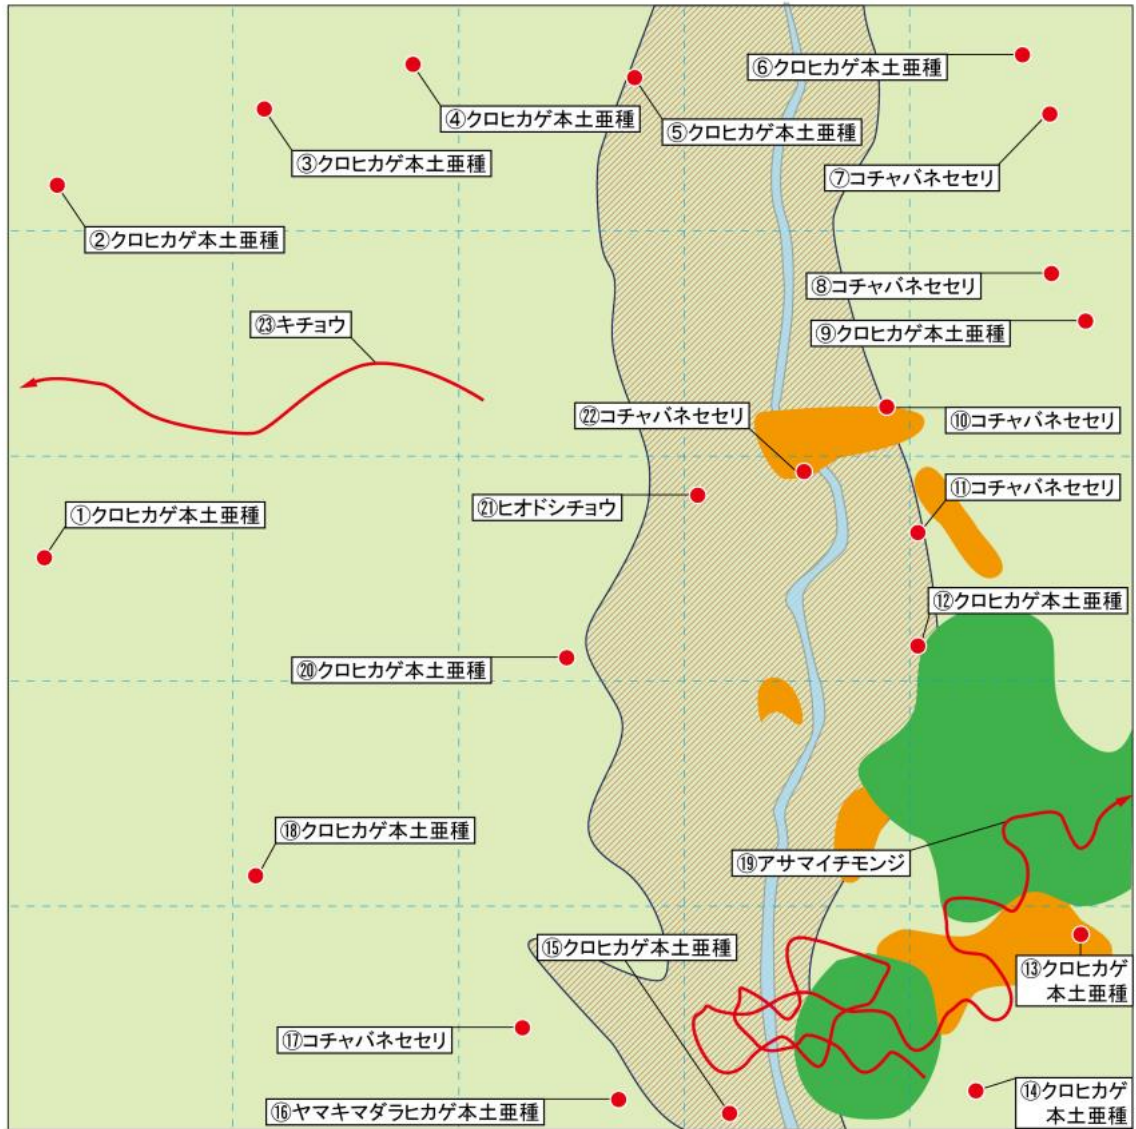 ⑥クロヒカゲ本土亜種
④クロヒカゲ本土亜種
⑤クロヒカゲ本土亜種
③クロヒカゲ本土亜種
⑦コチャバネセセリ
②クロヒカゲ本土亜種
⑧コチャバネセセリ
㉓キチョウ
⑨クロヒカゲ本土亜種
㉒コチャバネセセリ
⑩コチャバネセセリ
⑪コチャバネセセリ
㉑ヒオドシチョウ
①クロヒカゲ本土亜種
⑫クロヒカゲ本土亜種
⑳クロヒカゲ本土亜種
⑱クロヒカゲ本土亜種
⑲アサマイチモンジ
⑮クロヒカゲ本土亜種
⑬クロヒカゲ
本土亜種
⑰コチャバネセセリ
⑯ヤマキマダラヒカゲ本土亜種
⑭クロヒカゲ
本土亜種